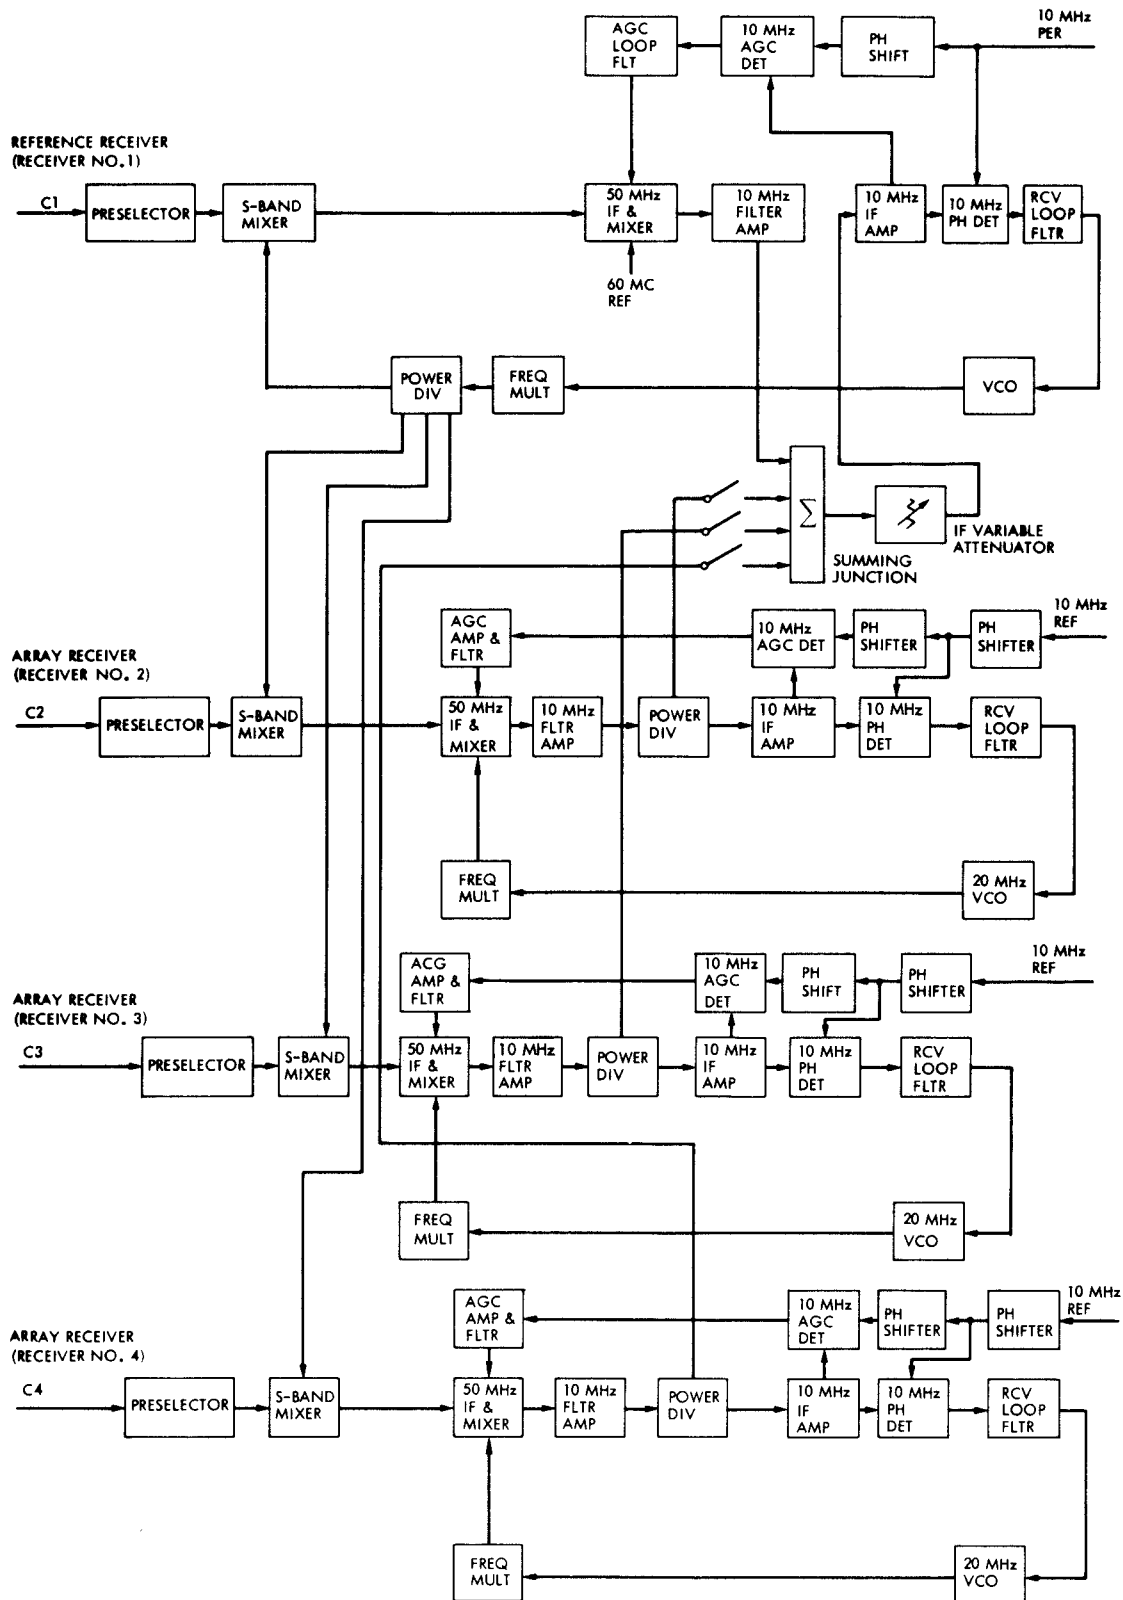 10 MHz
PER
AGC
LOOP
FLT
10 MHz
AGC
DET
PH
SHIFT
REFERENCE RECEIVER
(RECEIVER NO. 1)
C1
PRESELECTOR
S-BAND
MIXER
50 MHz
IF &
MIXER
10 MHz
FILTER
AMP
10 MHz
IF
AMP
10 MHz
PH DET
RCV
LOOP
FLTR
60 MC
REF
POWER
DIV
FREQ
MULT
VCO
Σ
SUMMING
JUNCTION
IF VARIABLE
ATTENUATOR
10 MHz
REF
AGC
AMP &
FLTR
10 MHz
AGC DET
PH
SHIFTER
PH
SHIFTER
ARRAY RECEIVER
(RECEIVER NO. 2)
C2
PRESELECTOR
S-BAND
MIXER
50 MHz
IF &
MIXER
10 MHz
FLTR
AMP
POWER
DIV
10 MHz
IF
AMP
10 MHz
PH
DET
RCV
LOOP
FLTR
FREQ
MULT
20 MHz
VCO
10 MHz
REF
ACG
AMP &
FLTR
10 MHz
AGC
DET
PH
SHIFT
PH
SHIFTER
ARRAY RECEIVER
(RECEIVER NO. 3)
C3
PRESELECTOR
S-BAND
MIXER
50 MHz
IF &
MIXER
10 MHz
FLTR
AMP
POWER
DIV
10 MHz
IF
AMP
10 MHz
PH
DET
RCV
LOOP
FLTR
FREQ
MULT
20 MHz
VCO
10 MHz
REF
AGC
AMP &
FLTR
10 MHz
AGC
DET
PH
SHIFTER
PH
SHIFTER
ARRAY RECEIVER
(RECEIVER NO. 4)
C4
PRESELECTOR
S-BAND
MIXER
50 MHz
IF &
MIXER
10 MHz
FLTR
AMP
POWER
DIV
10 MHz
IF
AMP
10 MHz
PH
DET
RCV
LOOP
FLTR
FREQ
MULT
20 MHz
VCO